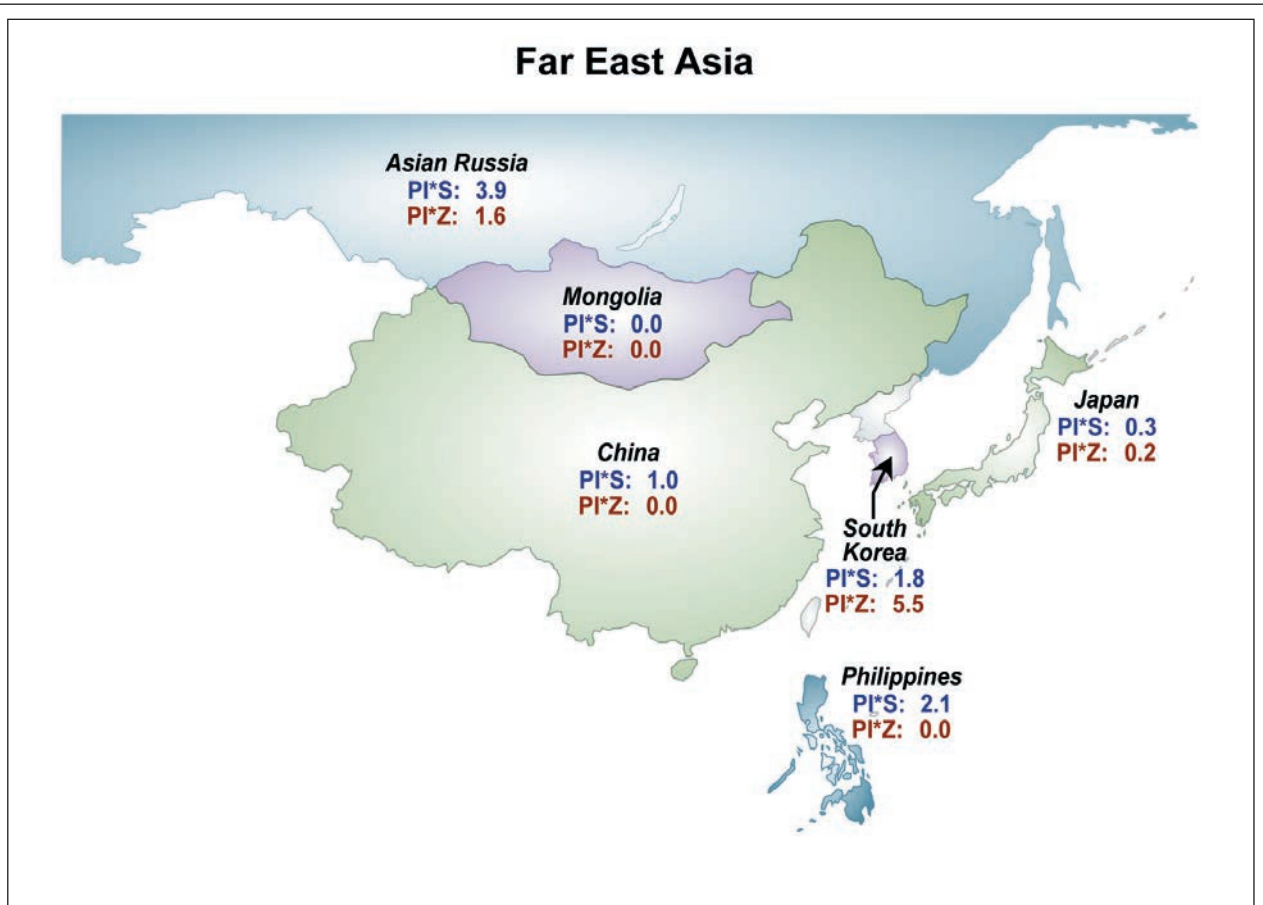 Far East Asia
Asian Russia
PI*S: 3.9
PI*Z: 1.6
Mongolia
PI*S: 0.0
PI*Z: 0.0
China
PI*S: 1.0
PI*Z: 0.0
Japan
PI*S: 0.3
PI*Z: 0.2
South
Korea
PI*S: 1.8
PI*Z: 5.5
Philippines
PI*S: 2.1
PI*Z: 0.0